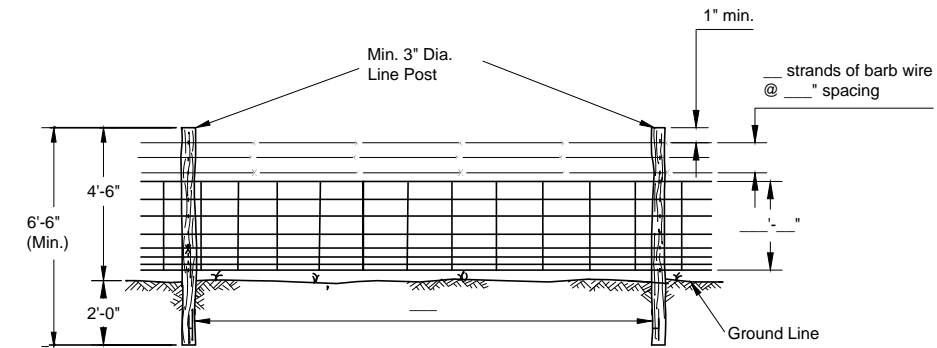 1" min.
Min. 3" Dia.
Line Post
__ strands of barb wire
@ ___" spacing
4'-6"
6'-6"
(Min.)
___'-__"
2'-0"
___
Ground Line